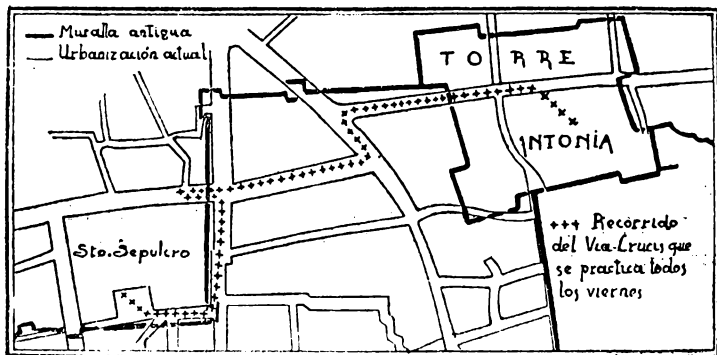 Muralla antigua
Urbanización actual
TORRE
ANTONIA
Sto. Sepulcro
+++ Recorrido
del Via-Crucis que
se practica todos
los viernes